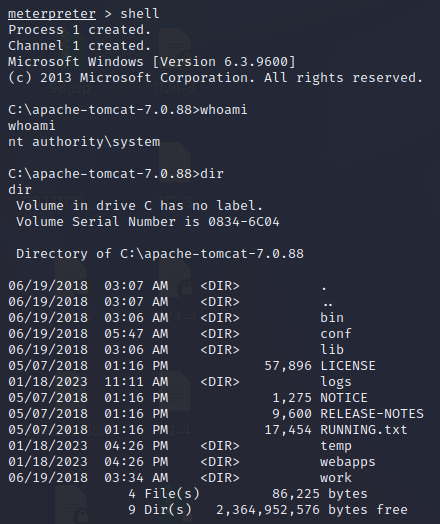 meterpreter > shell
Process 1 created.
Channel 1 created.
Microsoft Windows [Version 6.3.9600]
(c) 2013 Microsoft Corporation. All rights reserved.

C:\apache-tomcat-7.0.88>whoami
whoami
nt authority\system

C:\apache-tomcat-7.0.88>dir
dir
 Volume in drive C has no label.
 Volume Serial Number is 0834-6C04

 Directory of C:\apache-tomcat-7.0.88

06/19/2018  03:07 AM    <DIR>          .
06/19/2018  03:07 AM    <DIR>          ..
06/19/2018  03:06 AM    <DIR>          bin
06/19/2018  05:47 AM    <DIR>          conf
06/19/2018  03:06 AM    <DIR>          lib
05/07/2018  01:16 PM            57,896 LICENSE
01/18/2023  11:11 AM    <DIR>          logs
05/07/2018  01:16 PM             1,275 NOTICE
05/07/2018  01:16 PM             9,600 RELEASE-NOTES
05/07/2018  01:16 PM            17,454 RUNNING.txt
01/18/2023  04:26 PM    <DIR>          temp
01/18/2023  04:26 PM    <DIR>          webapps
06/19/2018  03:34 AM    <DIR>          work
               4 File(s)         86,225 bytes
               9 Dir(s)   2,364,952,576 bytes free